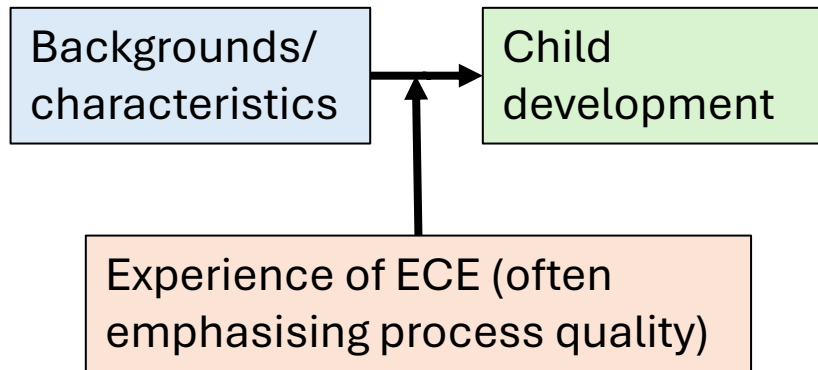 Backgrounds/
characteristics
Child
development
Experience of ECE (often
emphasising process quality)